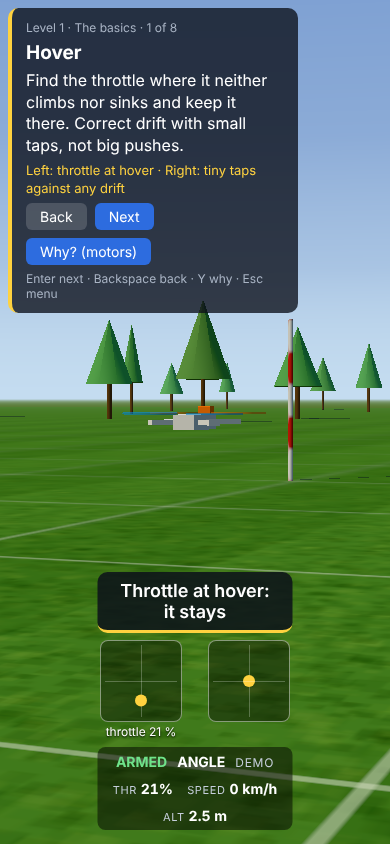 Level 1 · The basics · 1 of 8
Hover
Find the throttle where it neither
climbs nor sinks and keep it
there. Correct drift with small
taps, not big pushes.
Left: throttle at hover · Right: tiny taps
against any drift
Back Next
Why? (motors)
Enter next · Backspace back · Y why · Esc
menu
Throttle at hover:
it stays
throttle 21 %
ARMED ANGLE DEMO
THR 21% SPEED 0 km/h
ALT 2.5 m